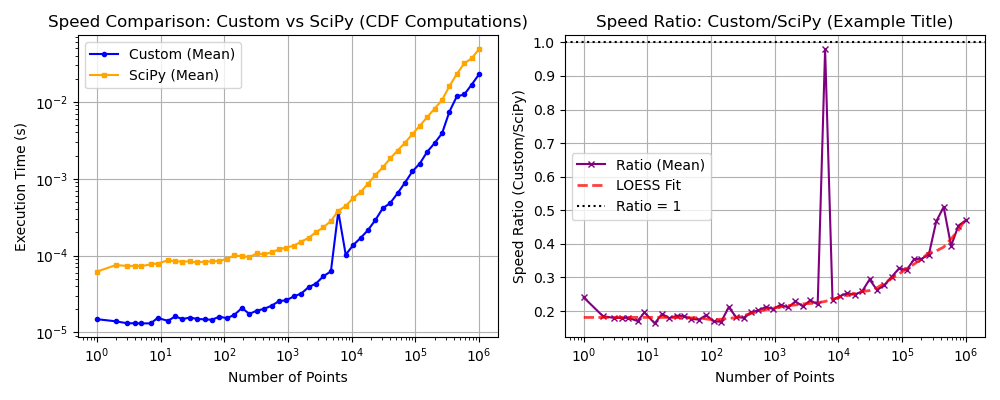 Speed Comparison: Custom vs SciPy (CDF Computations)
Custom (Mean)
SciPy (Mean)
Execution Time (s)
10⁻²
10⁻³
10⁻⁴
10⁻⁵
10⁰ 10¹ 10² 10³ 10⁴ 10⁵ 10⁶
Number of Points
Speed Ratio: Custom/SciPy (Example Title)
Speed Ratio (Custom/SciPy)
1.0
0.9
0.8
0.7
0.6
0.5
0.4
0.3
0.2
Ratio (Mean)
LOESS Fit
Ratio = 1
10⁰ 10¹ 10² 10³ 10⁴ 10⁵ 10⁶
Number of Points